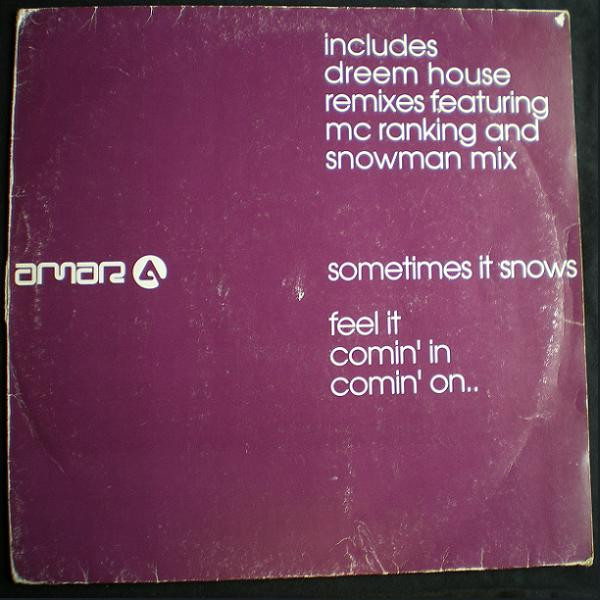 includes
dreem house
remixes featuring
mc ranking and
snowman mix
amar A
sometimes it snows
feel it
comin' in
comin' on..